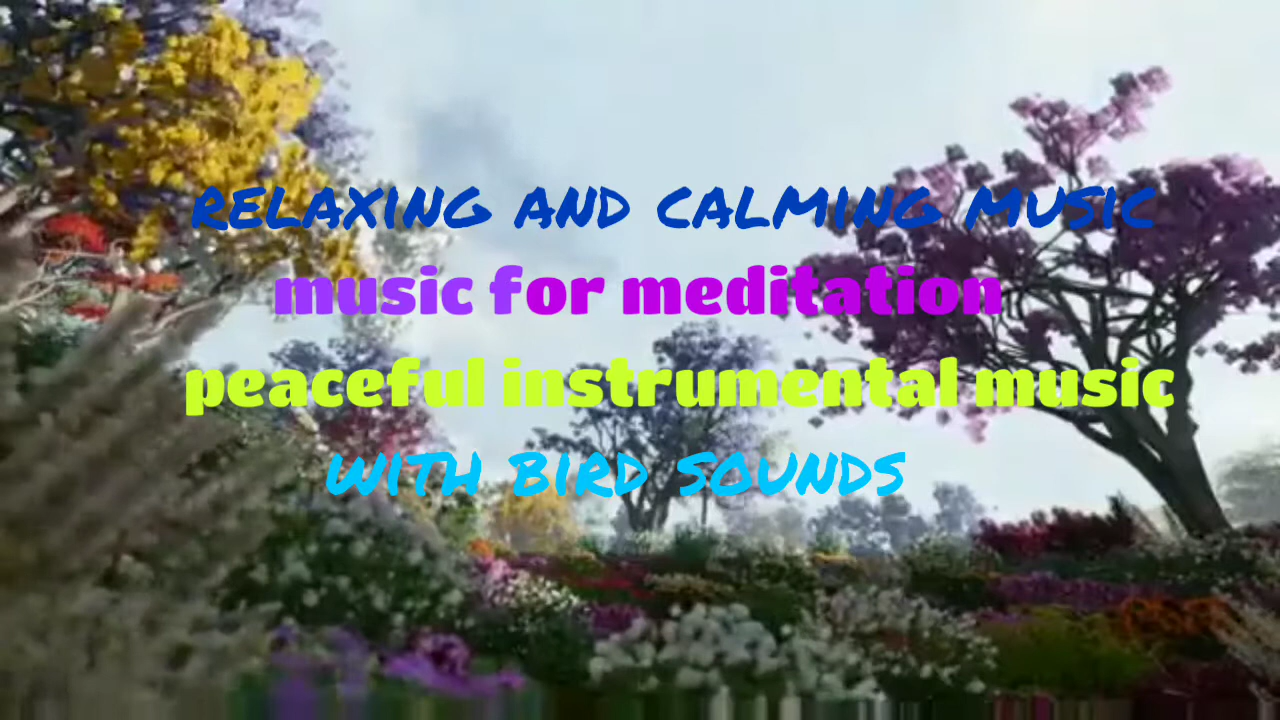 RELAXING AND CALMING MUSIC
music for meditation
peaceful instrumental music
WITH BIRD SOUNDS